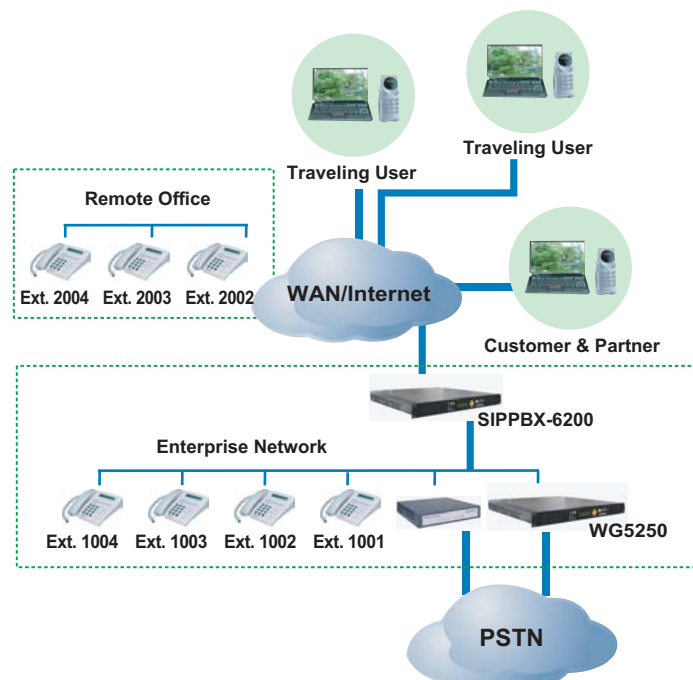 Traveling User
Traveling User
Remote Office
Ext. 2004
Ext. 2003
Ext. 2002
WAN/Internet
Customer & Partner
SIPPBX-6200
Enterprise Network
Ext. 1004
Ext. 1003
Ext. 1002
Ext. 1001
WG5250
PSTN